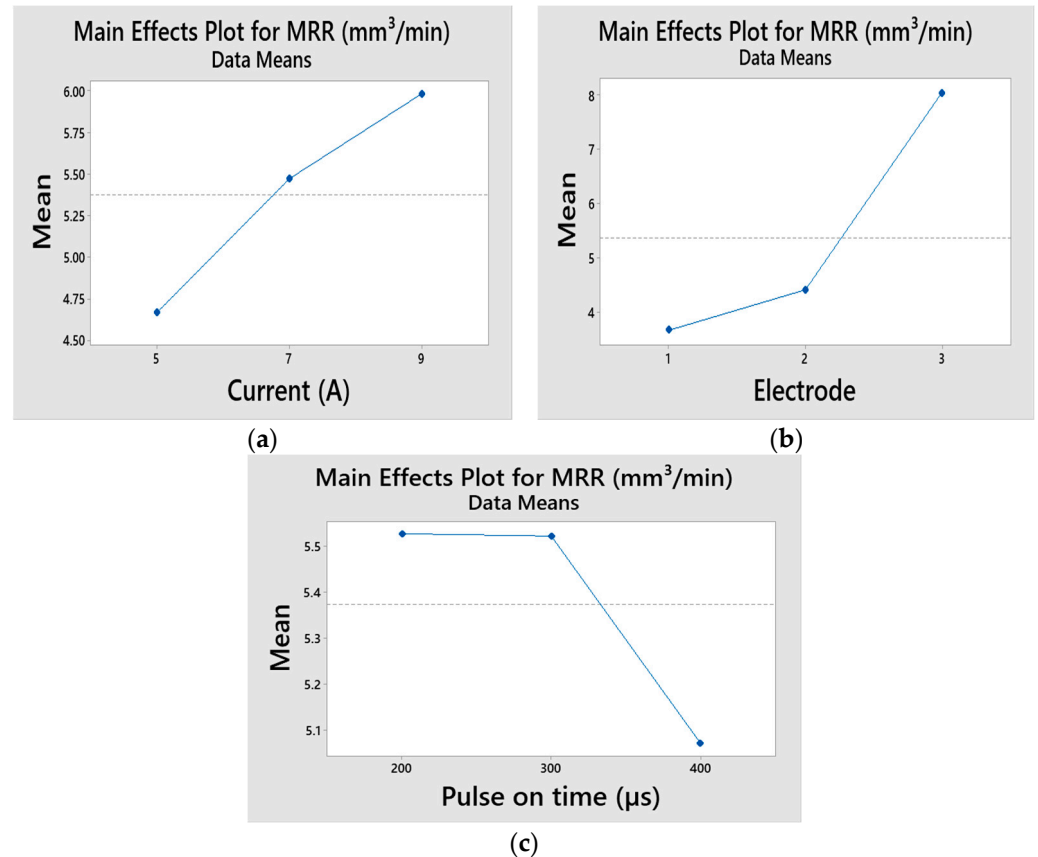 Main Effects Plot for MRR (mm³/min)
Data Means
6.00
5.75
5.50
5.25
5.00
4.75
4.50
Mean
5 7 9
Current (A)
(a)
Main Effects Plot for MRR (mm³/min)
Data Means
8
7
6
5
4
Mean
1 2 3
Electrode
(b)
Main Effects Plot for MRR (mm³/min)
Data Means
5.5
5.4
5.3
5.2
5.1
Mean
200 300 400
Pulse on time (μs)
(c)